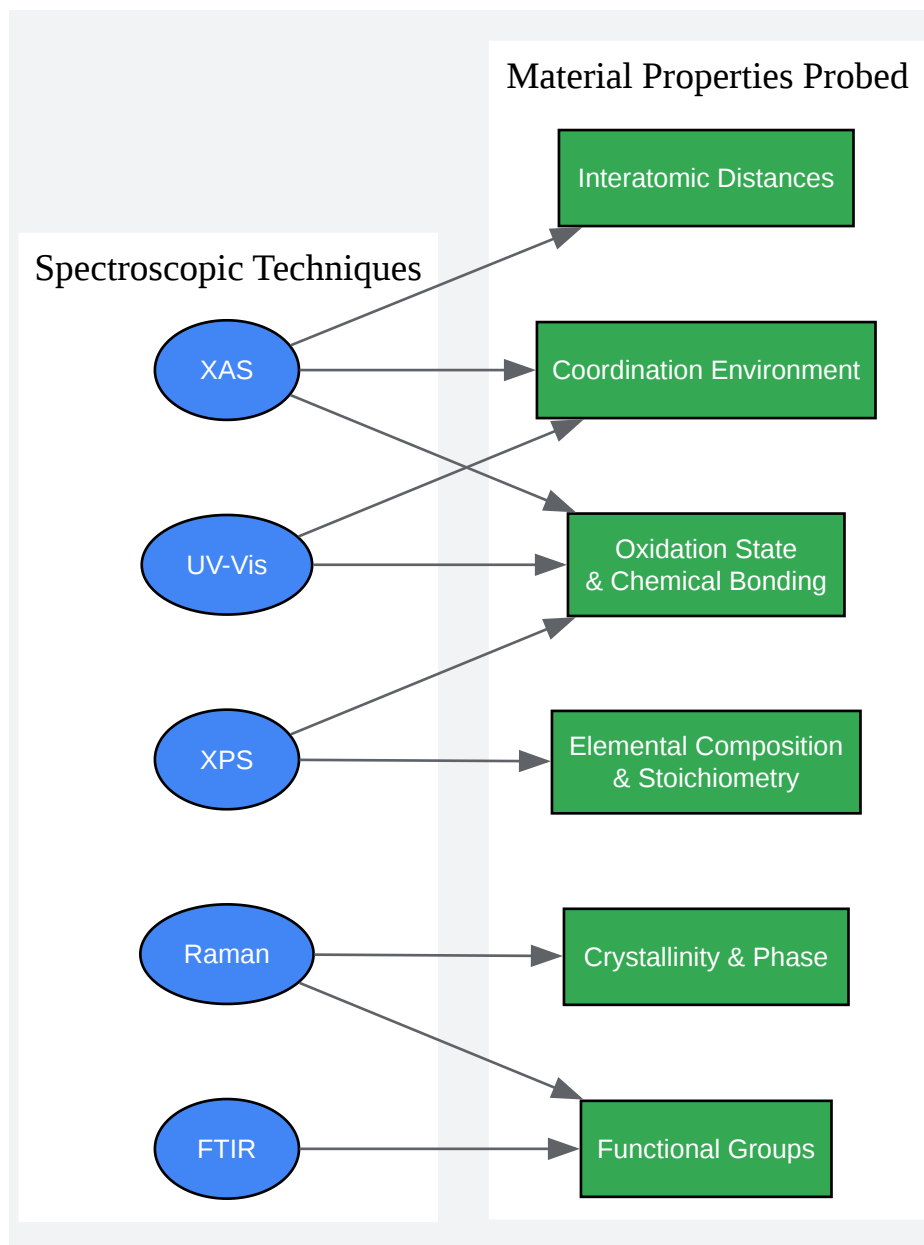 Material Properties Probed
Interatomic Distances
Spectroscopic Techniques
XAS
Coordination Environment
UV-Vis
Oxidation State
& Chemical Bonding
XPS
Elemental Composition
& Stoichiometry
Raman
Crystallinity & Phase
FTIR
Functional Groups